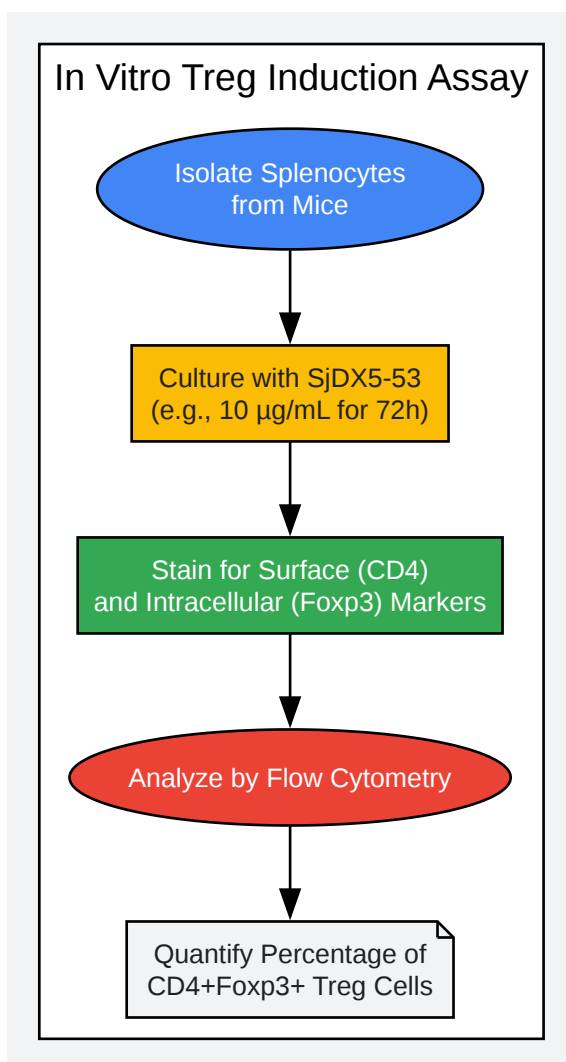 In Vitro Treg Induction Assay
Isolate Splenocytes
from Mice
Culture with SjDX5-53
(e.g., 10 µg/mL for 72h)
Stain for Surface (CD4)
and Intracellular (Foxp3) Markers
Analyze by Flow Cytometry
Quantify Percentage of
CD4+Foxp3+ Treg Cells